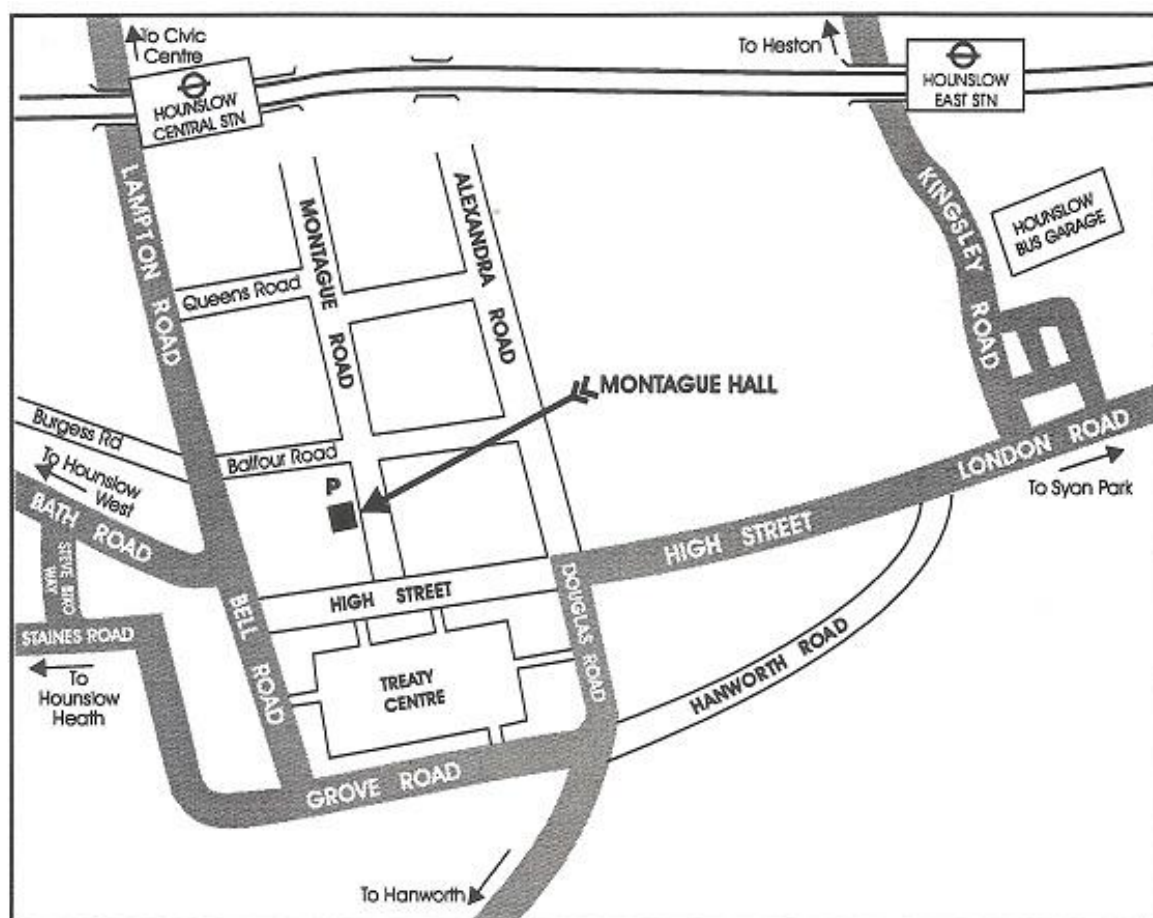 To Civic
Centre
To Heston
HOUNSLOW
CENTRAL STN
HOUNSLOW
EAST STN
LAMPTON ROAD
MONTAGUE ROAD
ALEXANDRA ROAD
KINGSLEY ROAD
HOUNSLOW
BUS GARAGE
Queens Road
MONTAGUE HALL
Burgess Rd
Balfour Road
To Hounslow
West
P
BATH ROAD
LONDON ROAD
To Syon Park
STEVE BIKO
WAY
HIGH STREET
HIGH STREET
BELL ROAD
DOUGLAS ROAD
STAINES ROAD
To
Hounslow
Heath
TREATY
CENTRE
HANWORTH ROAD
GROVE ROAD
To Hanworth